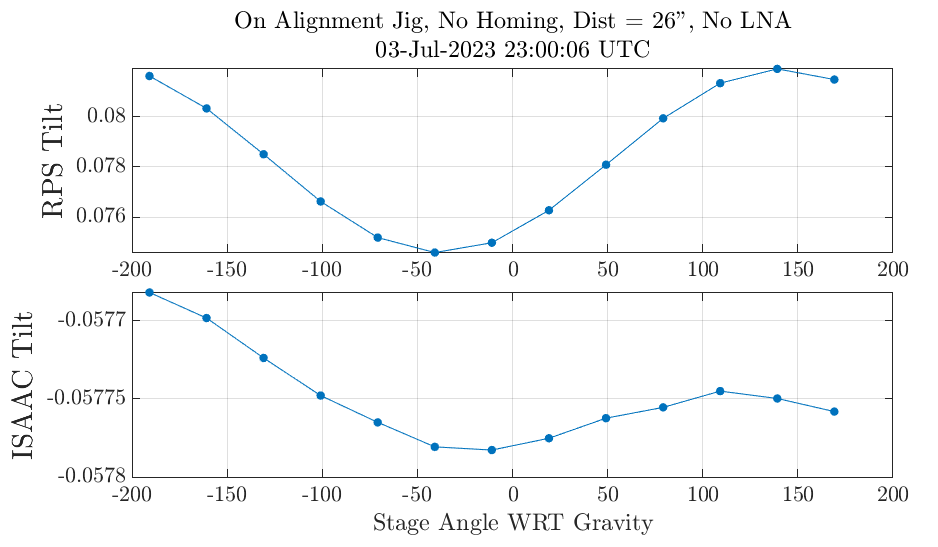 On Alignment Jig, No Homing, Dist = 26”, No LNA
03-Jul-2023 23:00:06 UTC
RPS Tilt
0.08
0.078
0.076
-200 -150 -100 -50 0 50 100 150 200
ISAAC Tilt
-0.0577
-0.05775
-0.0578
-200 -150 -100 -50 0 50 100 150 200
Stage Angle WRT Gravity